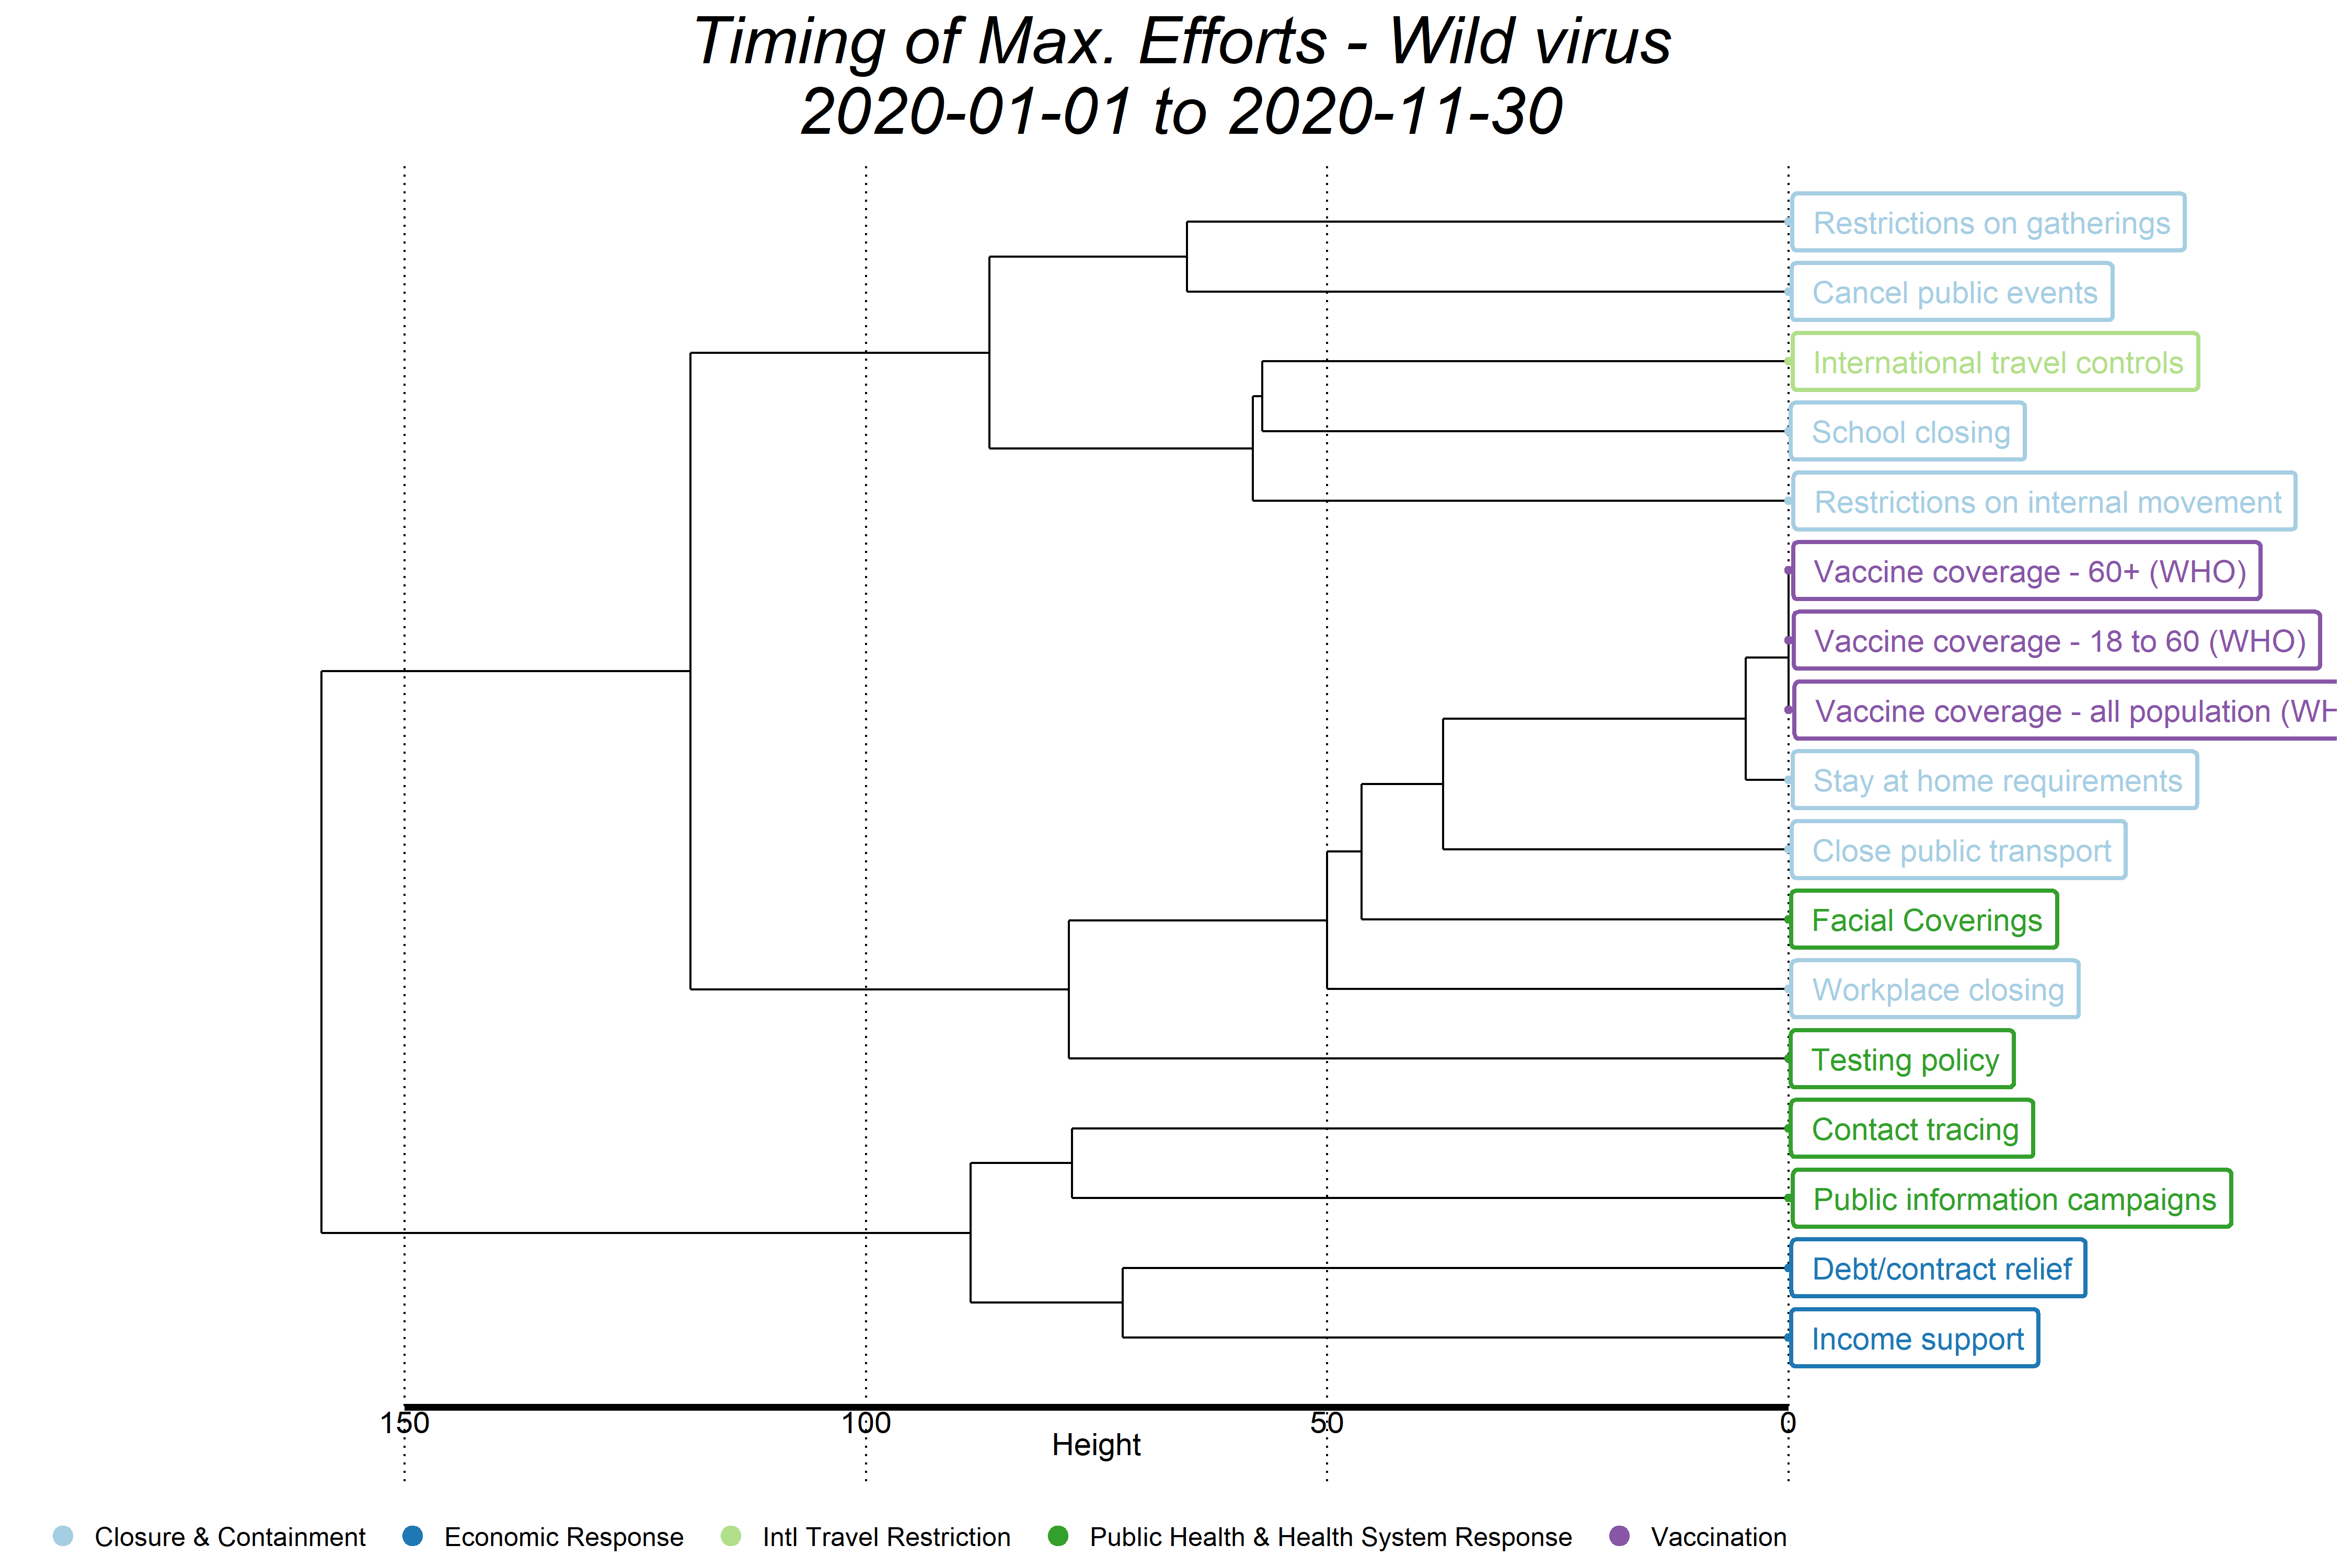 Timing of Max. Efforts - Wild virus
2020-01-01 to 2020-11-30
Restrictions on gatherings
Cancel public events
International travel controls
School closing
Restrictions on internal movement
Vaccine coverage - 60+ (WHO)
Vaccine coverage - 18 to 60 (WHO)
Vaccine coverage - all population (WH
Stay at home requirements
Close public transport
Facial Coverings
Workplace closing
Testing policy
Contact tracing
Public information campaigns
Debt/contract relief
Income support
150 100 50 0
Height
Closure & Containment Economic Response Intl Travel Restriction Public Health & Health System Response Vaccination